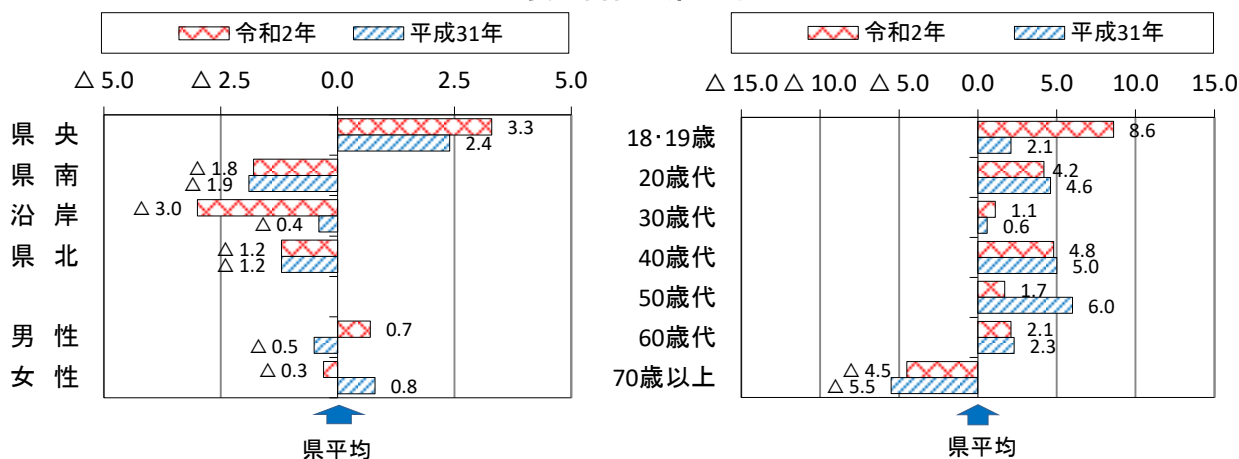 令和2年 平成31年
△ 5.0 △ 2.5 0.0 2.5 5.0
県 央 3.3
2.4
県 南 △ 1.8
△ 1.9
沿 岸 △ 3.0
△ 0.4
県 北 △ 1.2
△ 1.2
男 性 0.7
△ 0.5
女 性 △ 0.3
0.8
県平均
令和2年 平成31年
△ 15.0 △ 10.0 △ 5.0 0.0 5.0 10.0 15.0
18･19歳 8.6
2.1
20歳代 4.2
4.6
30歳代 1.1
0.6
40歳代 4.8
5.0
50歳代 1.7
6.0
60歳代 2.1
2.3
70歳以上 △ 4.5
△ 5.5
県平均